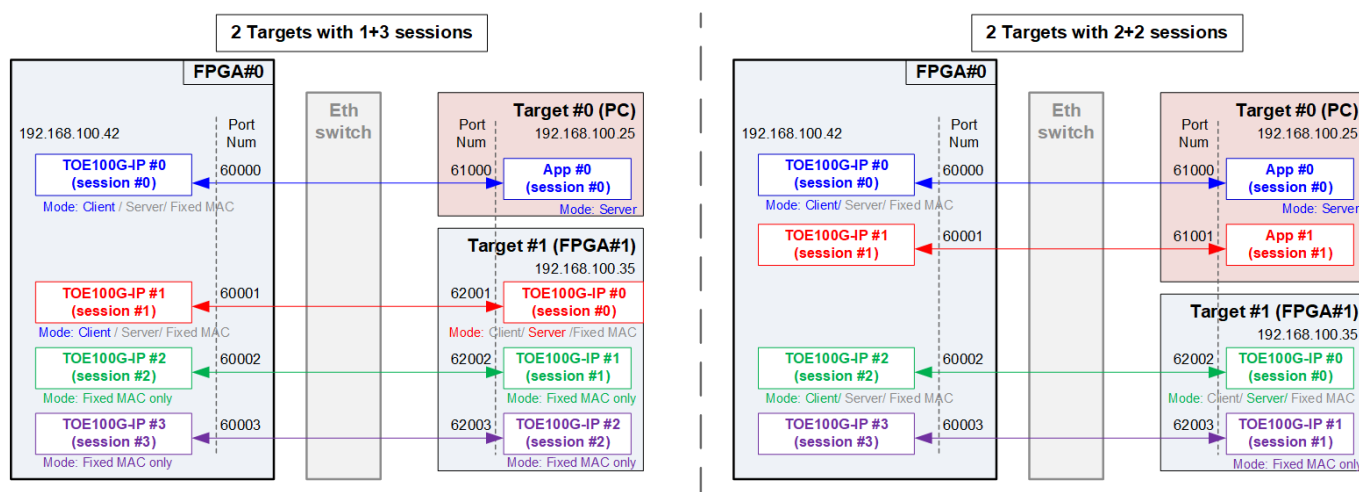 2 Targets with 1+3 sessions
FPGA#0
192.168.100.42
Port
Num
Eth
switch
Target #0 (PC)
Port
Num
192.168.100.25
TOE100G-IP #0
(session #0)
60000
61000
App #0
(session #0)
Mode: Client / Server/ Fixed MAC
Mode: Server
Target #1 (FPGA#1)
192.168.100.35
TOE100G-IP #1
(session #1)
60001
62001
TOE100G-IP #0
(session #0)
Mode: Client / Server/ Fixed MAC
Mode: Client/ Server /Fixed MAC
TOE100G-IP #2
(session #2)
60002
62002
TOE100G-IP #1
(session #1)
Mode: Fixed MAC only
Mode: Fixed MAC only
TOE100G-IP #3
(session #3)
60003
62003
TOE100G-IP #2
(session #2)
Mode: Fixed MAC only
Mode: Fixed MAC only
2 Targets with 2+2 sessions
FPGA#0
192.168.100.42
Port
Num
Eth
switch
Target #0 (PC)
Port
Num
192.168.100.25
TOE100G-IP #0
(session #0)
60000
61000
App #0
(session #0)
Mode: Client/ Server/ Fixed MAC
Mode: Server
TOE100G-IP #1
(session #1)
60001
61001
App #1
(session #1)
Target #1 (FPGA#1)
192.168.100.35
TOE100G-IP #2
(session #2)
60002
62002
TOE100G-IP #0
(session #0)
Mode: Client/ Server/ Fixed MAC
Mode: Client/ Server/ Fixed MAC
TOE100G-IP #3
(session #3)
60003
62003
TOE100G-IP #1
(session #1)
Mode: Fixed MAC only